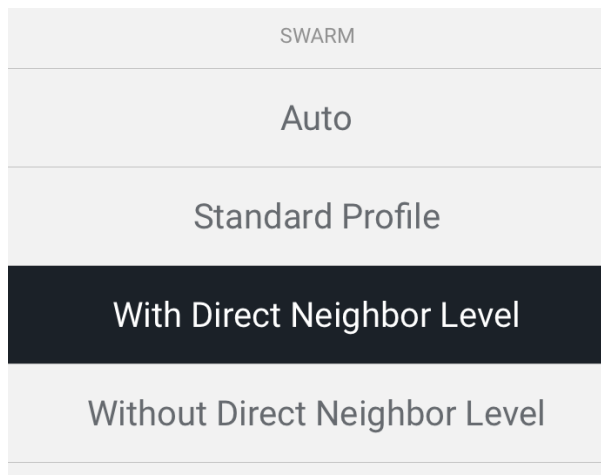 SWARM
Auto
Standard Profile
With Direct Neighbor Level
Without Direct Neighbor Level